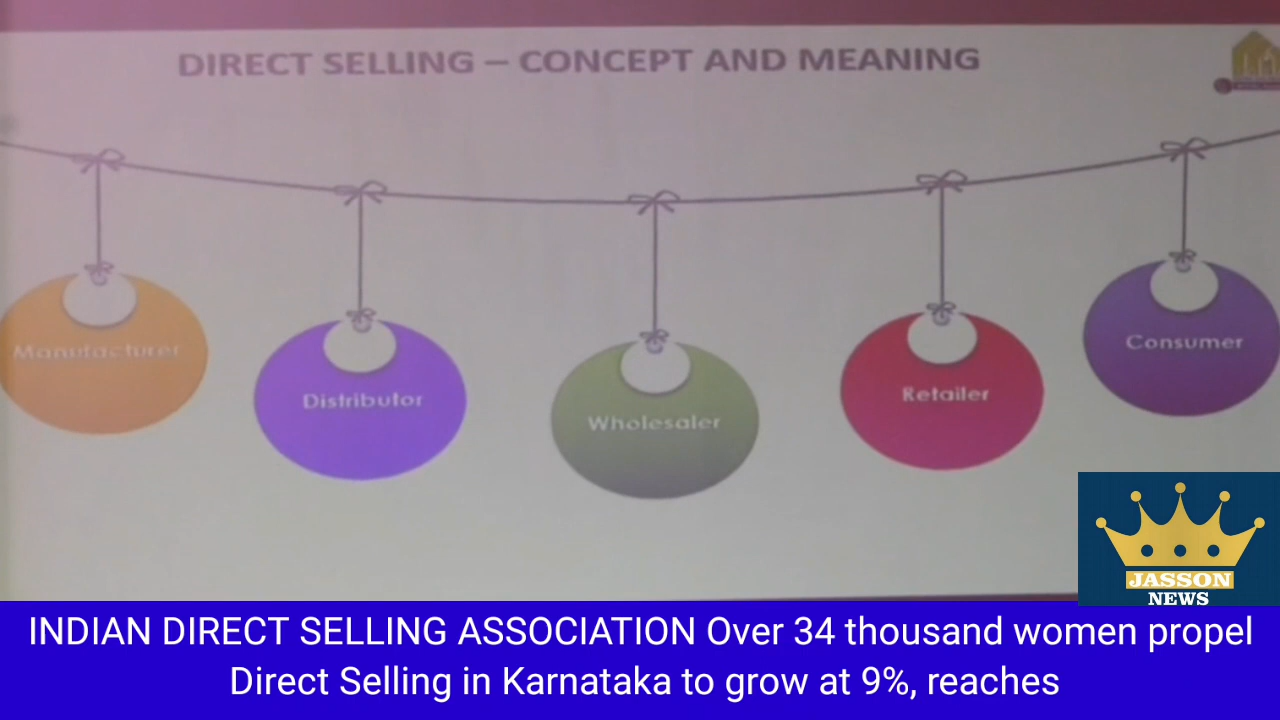 DIRECT SELLING – CONCEPT AND MEANING
Manufacturer
Distributor
Wholesaler
Retailer
Consumer
JASSON
NEWS
INDIAN DIRECT SELLING ASSOCIATION Over 34 thousand women propel
Direct Selling in Karnataka to grow at 9%, reaches